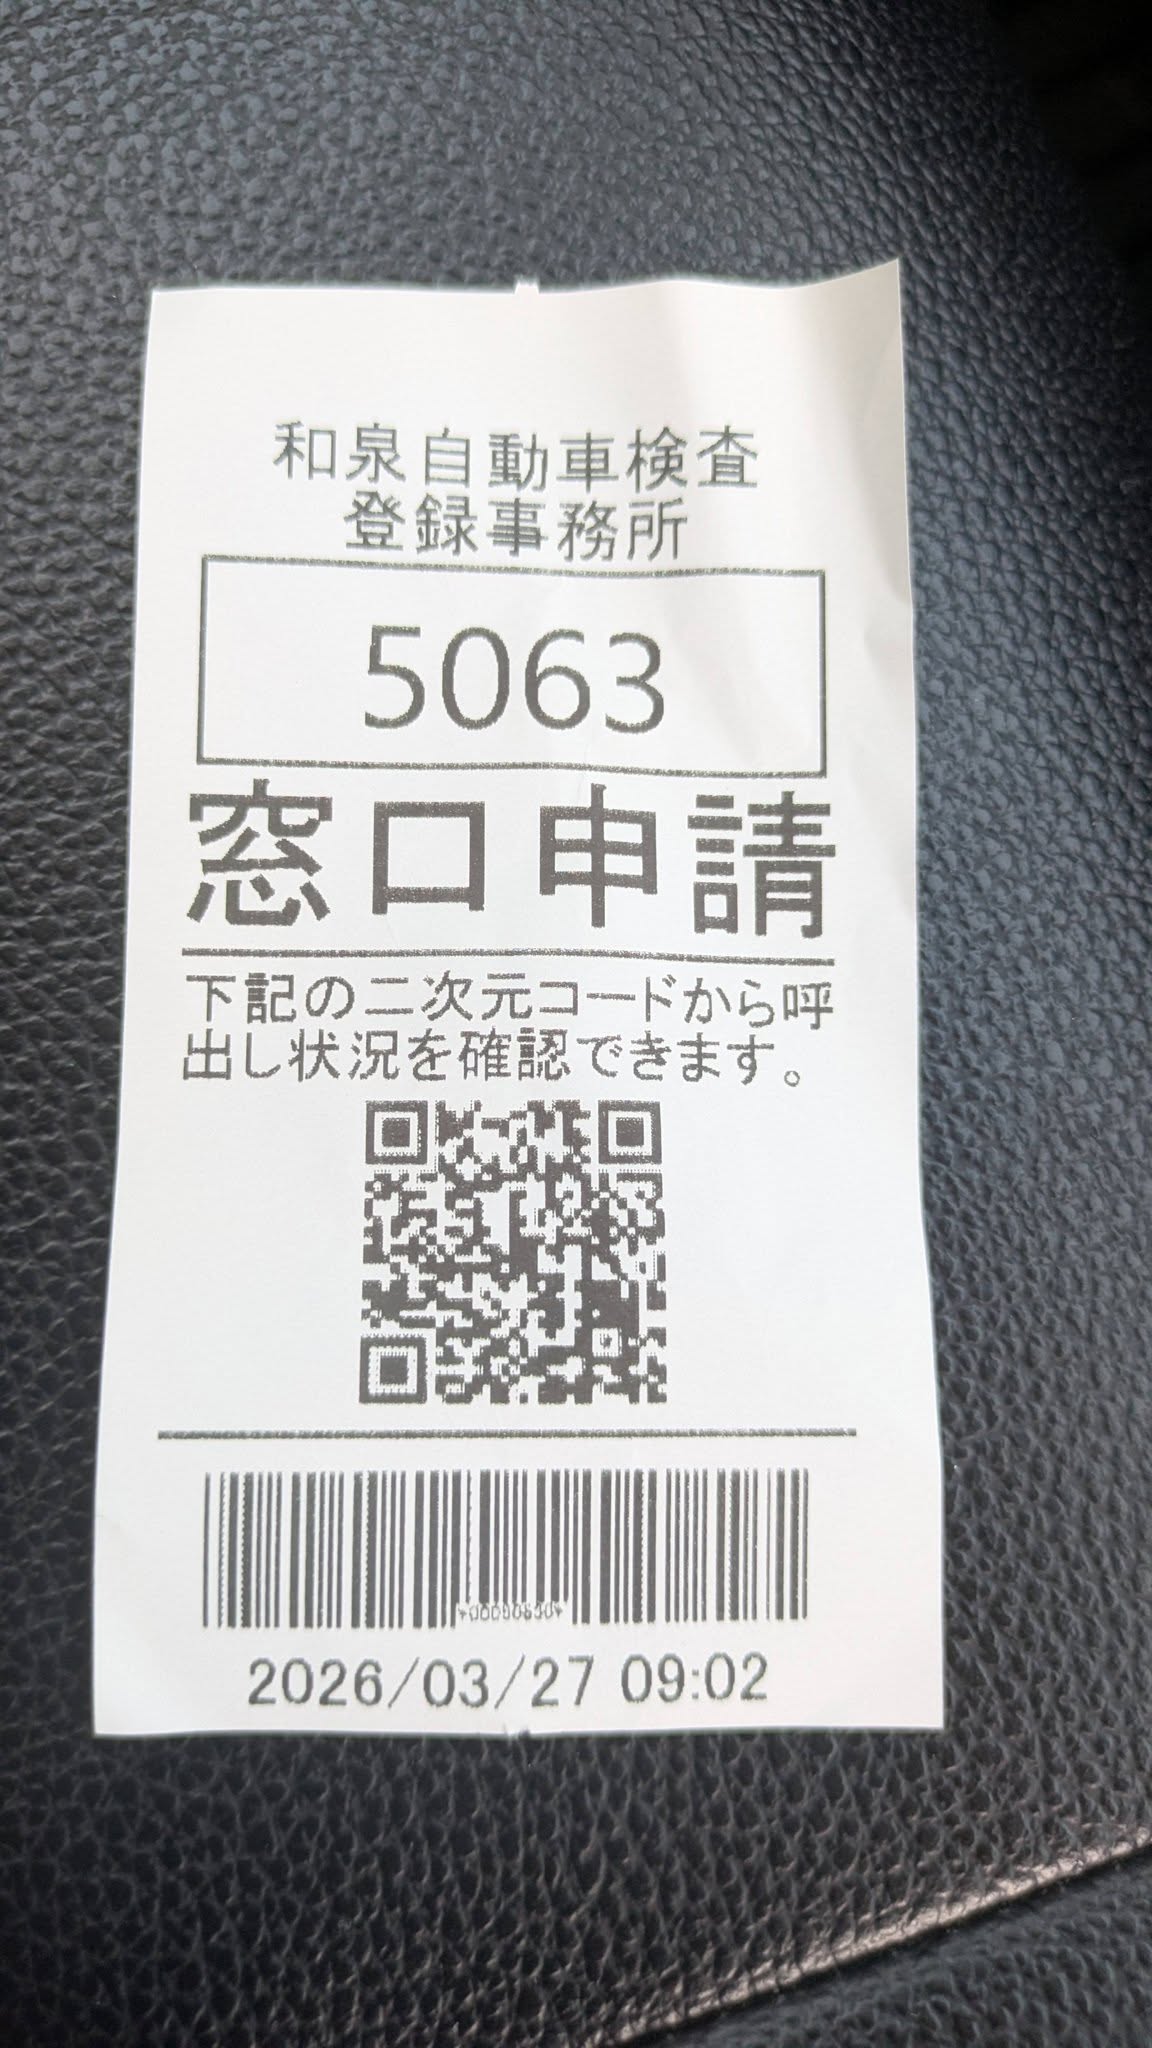 和泉自動車検査
登録事務所
5063
窓口申請
下記の二次元コードから呼
出し状況を確認できます。
2026/03/27 09:02